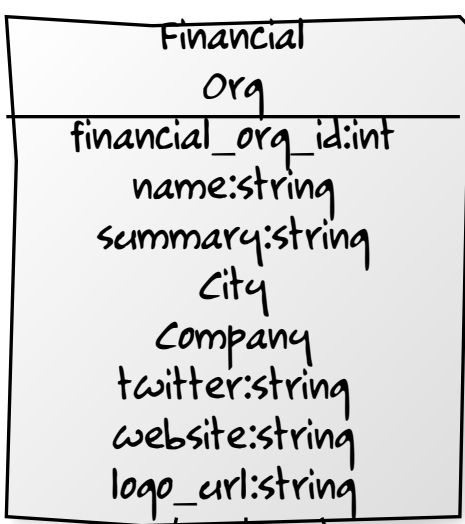 Financial
Org
financial_org_id:int
name:string
summary:string
City
Company
twitter:string
website:string
logo_url:string